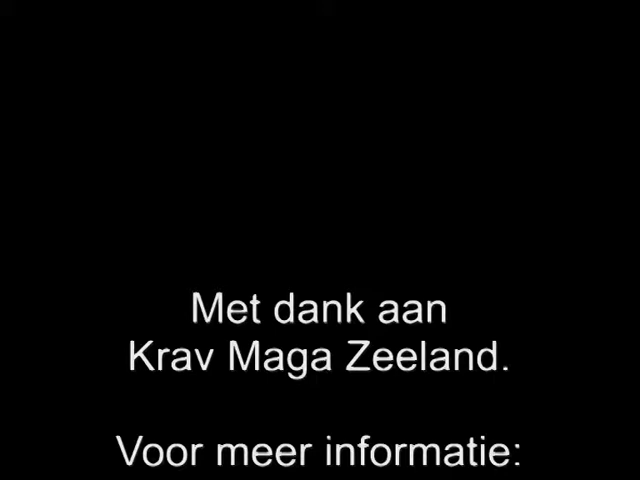 Met dank aan
Krav Maga Zeeland.
Voor meer informatie: